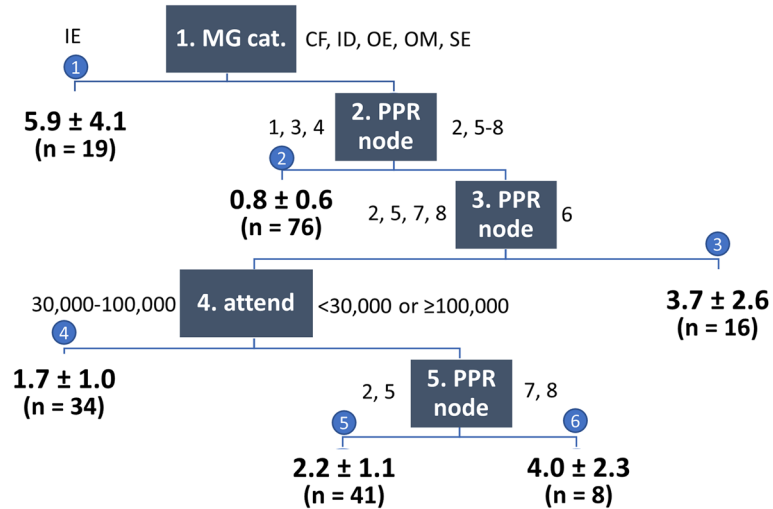 IE
1. MG cat.
CF, ID, OE, OM, SE
1
5.9 ± 4.1
(n = 19)
1, 3, 4
2. PPR
node
2, 5-8
2
0.8 ± 0.6
(n = 76)
2, 5, 7, 8
3. PPR
node
6
3
3.7 ± 2.6
(n = 16)
30,000-100,000
4. attend
<30,000 or ≥100,000
4
1.7 ± 1.0
(n = 34)
2, 5
5. PPR
node
7, 8
5
2.2 ± 1.1
(n = 41)
6
4.0 ± 2.3
(n = 8)